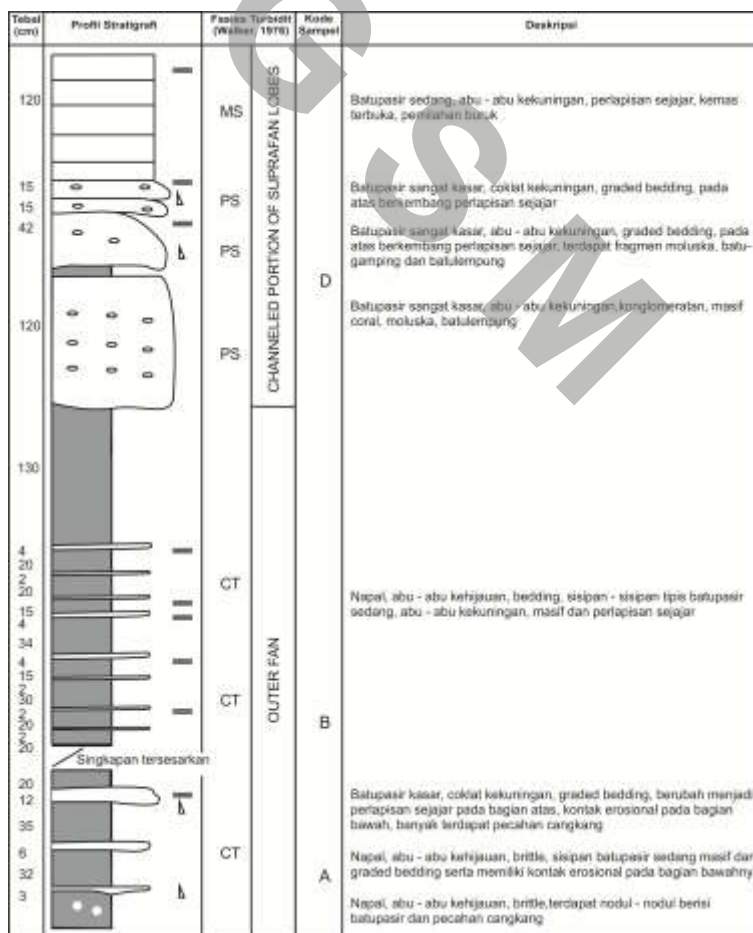 Tebal (cm)
Profil Stratigrafi
Fasies Turbidit (Walker, 1976)
Kode Sampel
Deskripsi
120
MS
Batupasir sedang, abu - abu kekuningan, perlapisan sejajar, kemas
terbuka, pemilahan buruk
15
PS
Batupasir sangat kasar, coklat kekuningan, graded bedding, pada
atas berkembang perlapisan sejajar
15
42
PS
Batupasir sangat kasar, abu - abu kekuningan, graded bedding, pada
atas berkembang perlapisan sejajar, terdapat fragmen moluska, batu-
gamping dan batulempung
CHANNELED PORTION OF SUPRAFAN LOBES
D
120
PS
Batupasir sangat kasar, abu - abu kekuningan,konglomeratan, masif
coral, moluska, batulempung
130
4
20
2
20
15
4
34
4
15
2
30
2
20
2
20
CT
CT
OUTER FAN
B
Napal, abu - abu kehijauan, bedding, sisipan - sisipan tipis batupasir
sedang, abu - abu kekuningan, masif dan perlapisan sejajar
Singkapan tersesarkan
20
12
35
6
32
3
CT
A
Batupasir kasar, coklat kekuningan, graded bedding, berubah menjadi
perlapisan sejajar pada bagian atas, kontak erosional pada bagian
bawah, banyak terdapat pecahan cangkang
Napal, abu - abu kehijauan, brittle, sisipan batupasir sedang masif dan
graded bedding serta memiliki kontak erosional pada bagian bawahny
Napal, abu - abu kehijauan, brittle,terdapat nodul - nodul berisi
batupasir dan pecahan cangkang
GSM